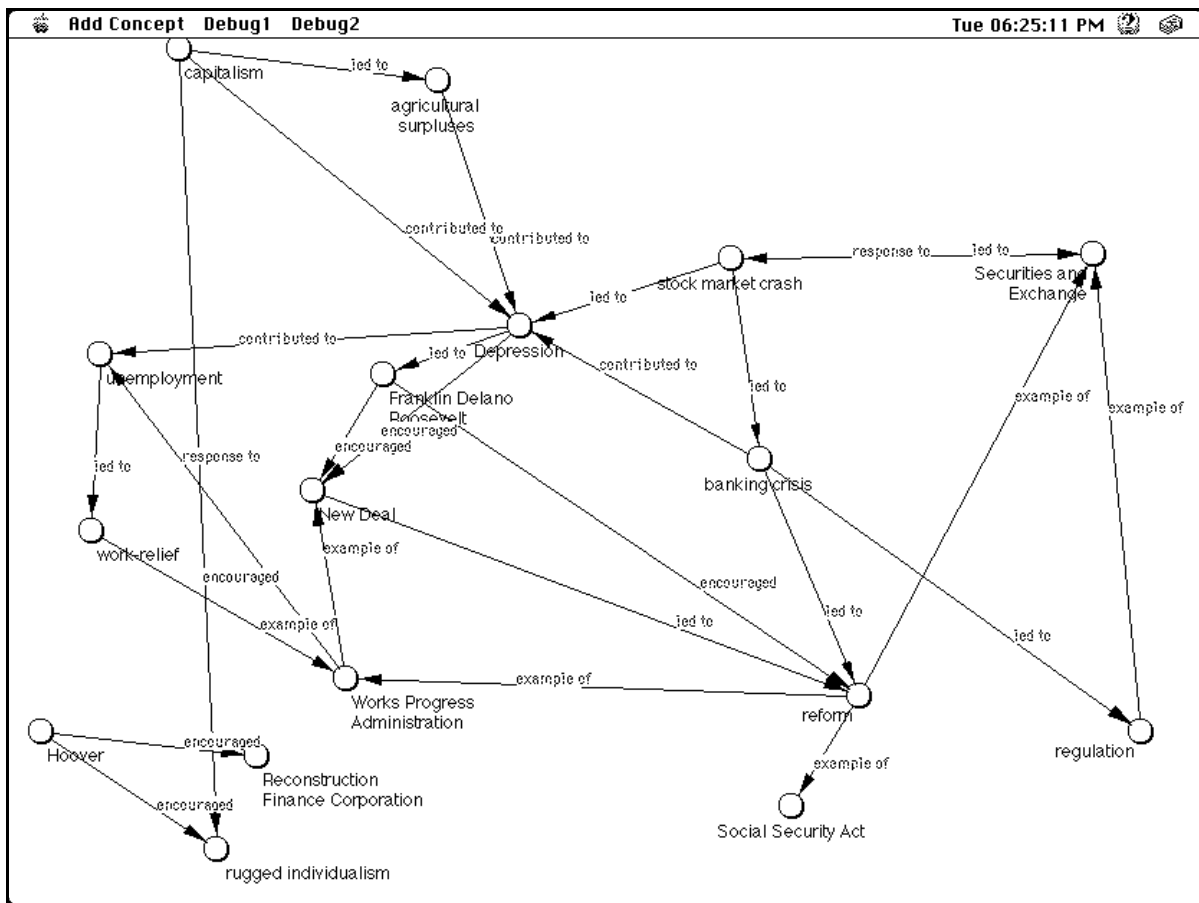 Add Concept Debug1 Debug2 Tue 06:25:11 PM
capitalism
led to
agricultural
surpluses
contributed to
contributed to
response to
led to
stock market crash
Securities and
Exchange
led to
contributed to
led to
Depression
contributed to
unemployment
Franklin Delano
Roosevelt
led to
example of
example of
encouraged
encouraged
response to
led to
banking crisis
New Deal
work-relief
example of
encouraged
encouraged
led to
led to
example of
led to
example of
Works Progress
Administration
reform
regulation
Hoover
encouraged
Reconstruction
Finance Corporation
example of
encouraged
Social Security Act
rugged individualism